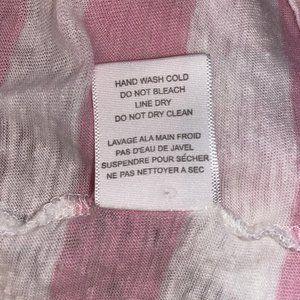 HAND WASH COLD
DO NOT BLEACH
LINE DRY
DO NOT DRY CLEAN
LAVAGE ALA MAIN FROID
PAS D'EAU DE JAVEL
SUSPENDRE POUR SÉCHER
NE PAS NETTOYER A SEC